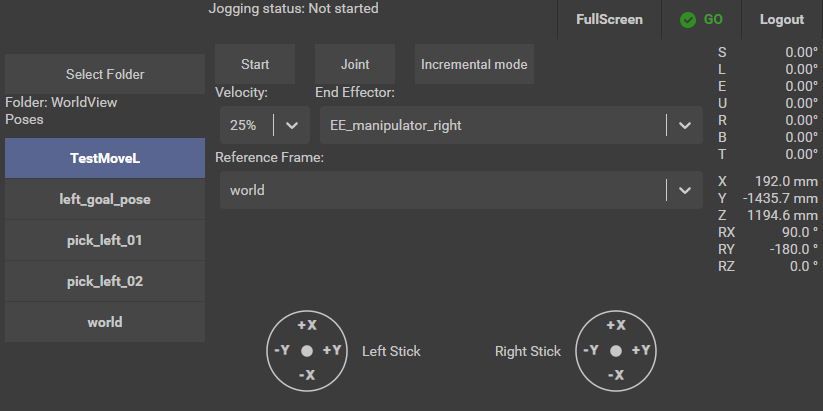 Jogging status: Not started
FullScreen
GO
Logout
Select Folder
Folder: WorldView
Poses
TestMoveL
left_goal_pose
pick_left_01
pick_left_02
world
Start
Joint
Incremental mode
Velocity:
End Effector:
25%
EE_manipulator_right
Reference Frame:
world
S 0.00°
L 0.00°
E 0.00°
U 0.00°
R 0.00°
B 0.00°
T 0.00°
X 192.0 mm
Y -1435.7 mm
Z 1194.6 mm
RX 90.0 °
RY -180.0 °
RZ 0.0 °
+X
-Y +Y
-X
Left Stick
Right Stick
+X
-Y +Y
-X